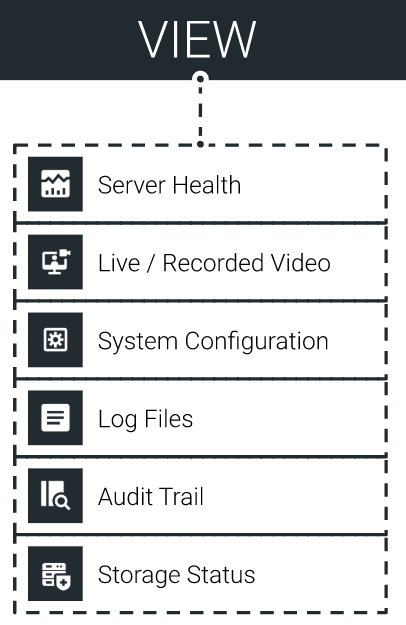 VIEW
Server Health
Live / Recorded Video
System Configuration
Log Files
Audit Trail
Storage Status